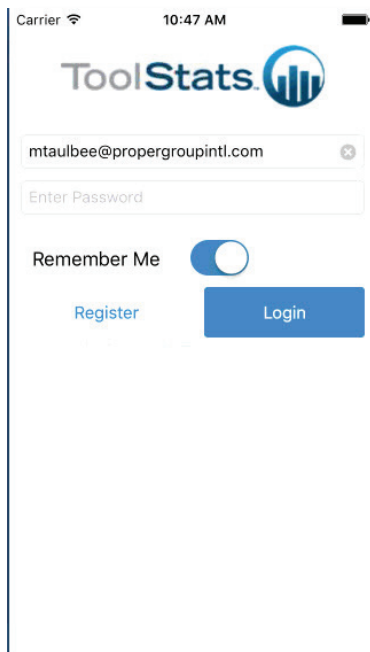 Carrier 10:47 AM
ToolStats.
mtaulbee@propergroupintl.com
Enter Password
Remember Me
Register Login